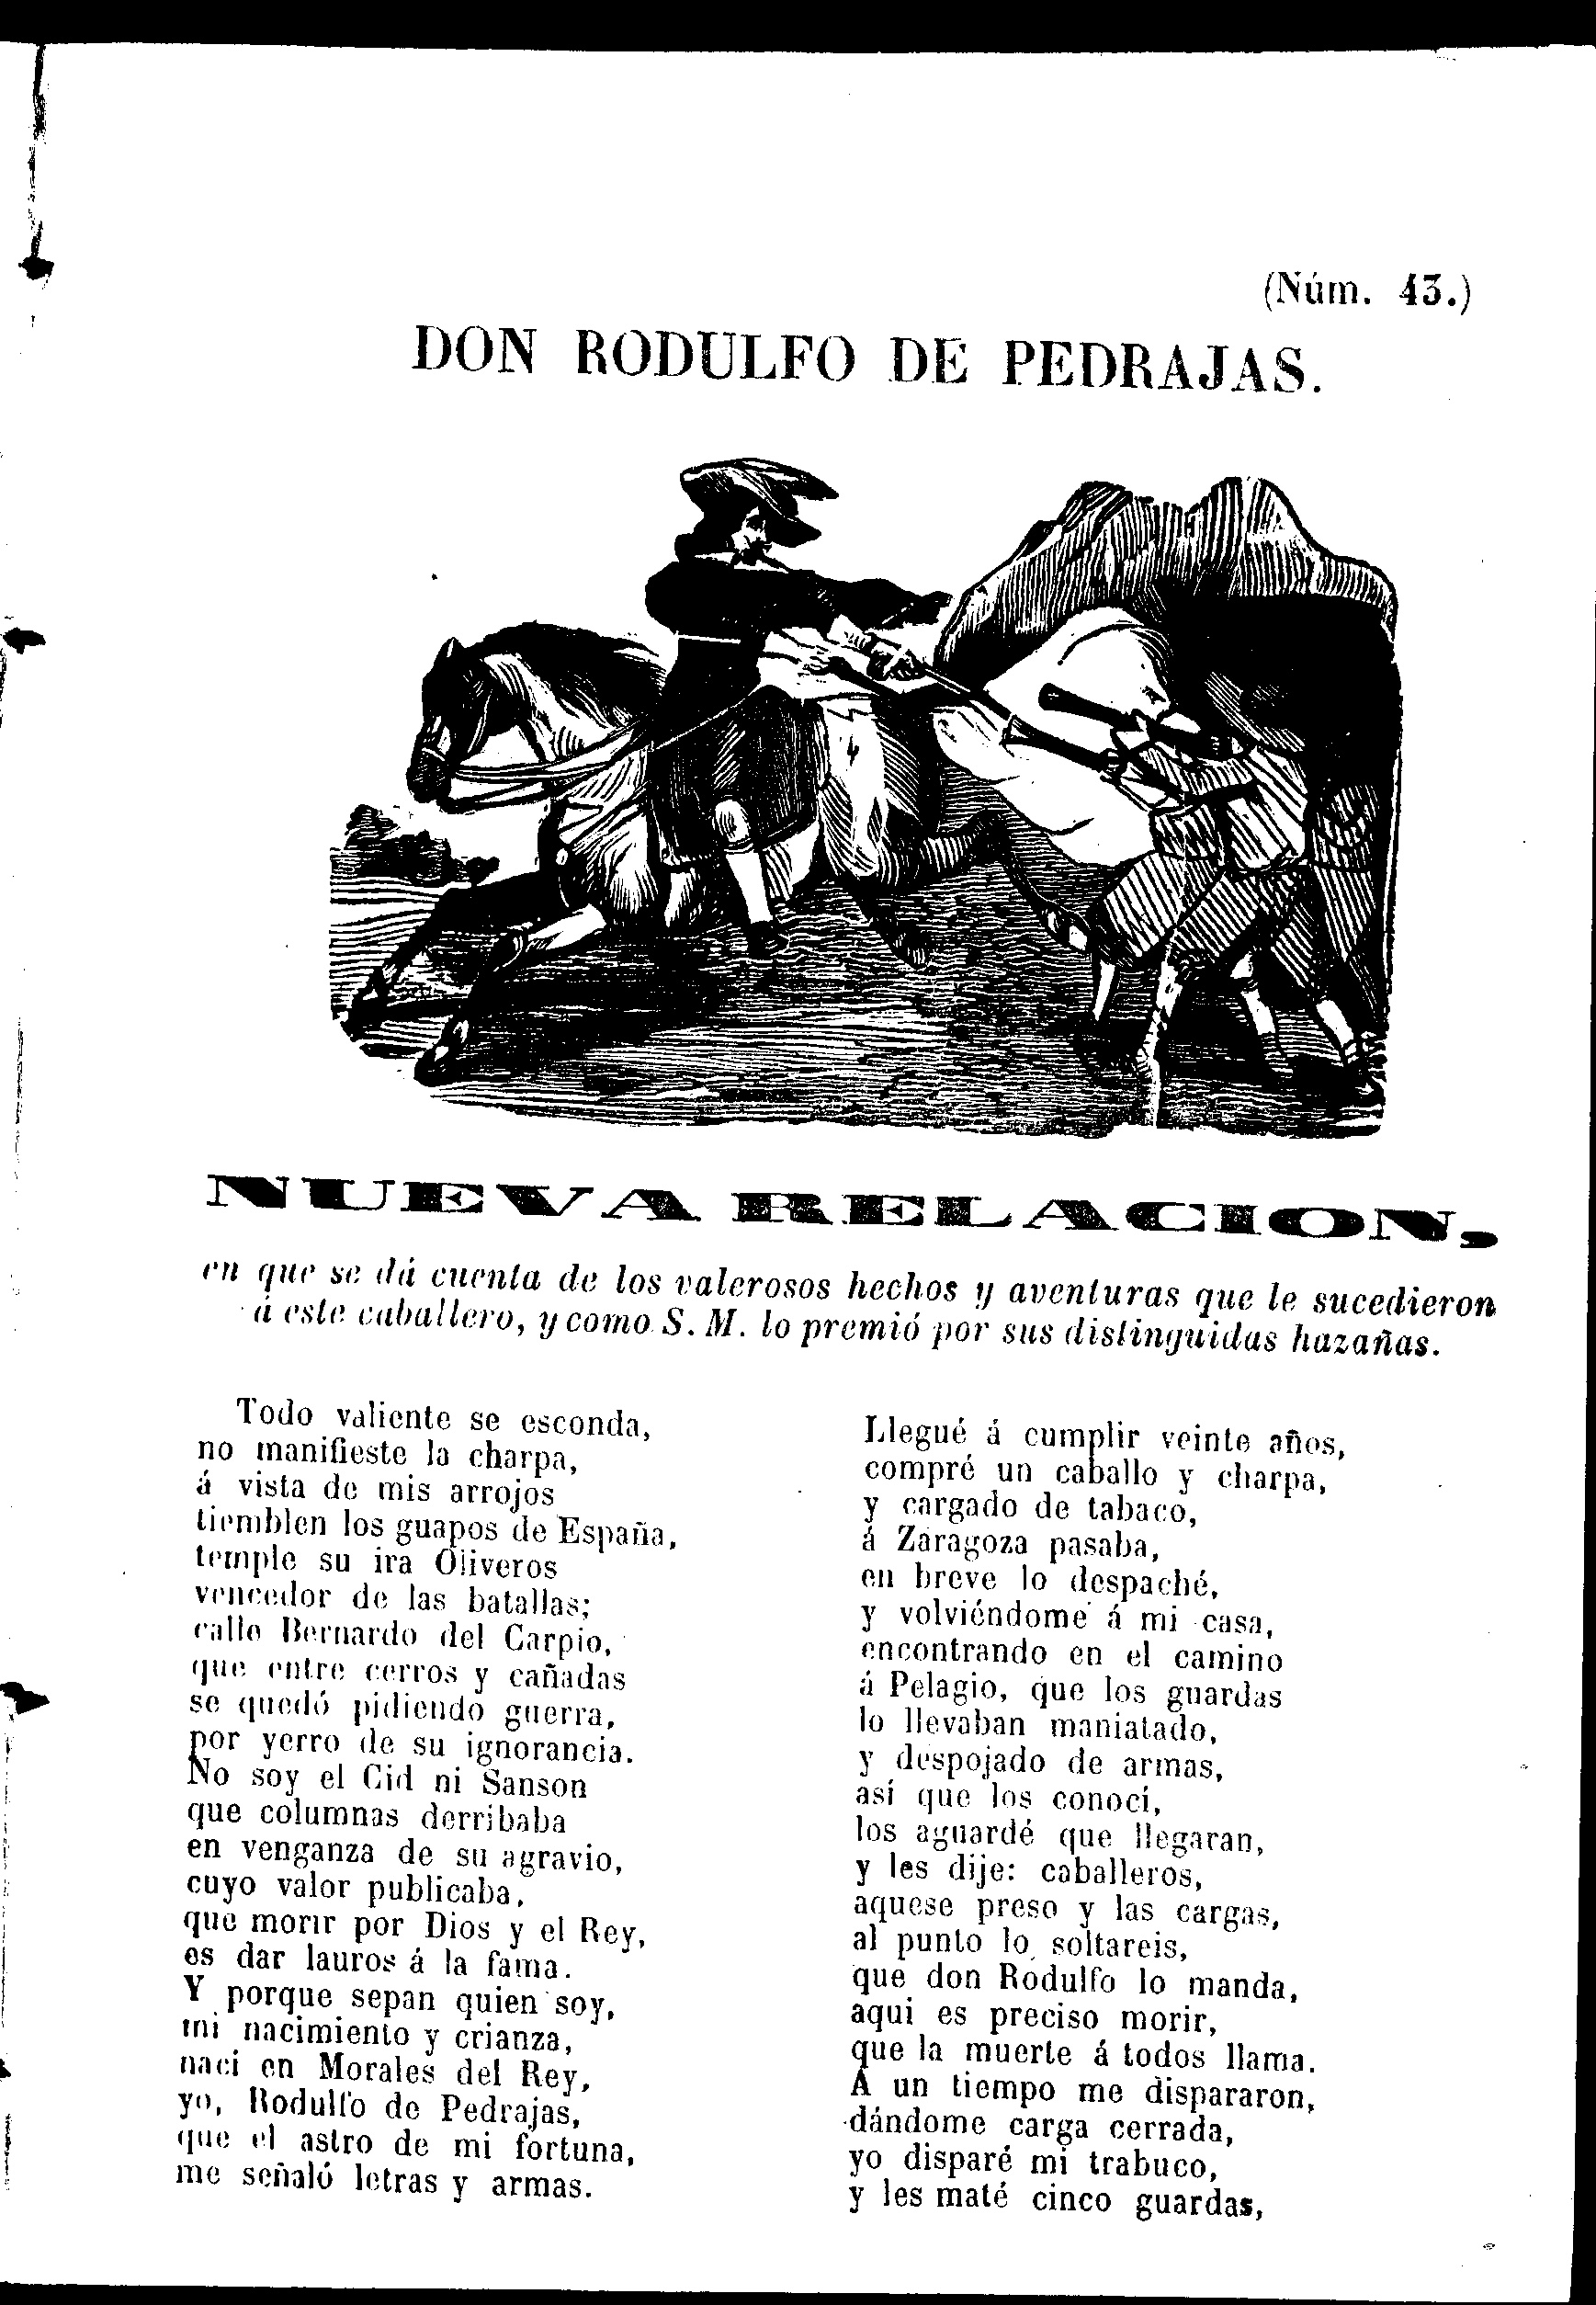 (Núm. 43.)
DON RODULFO DE PEDRAJAS.
NUEVA RELACION,
en que se dá cuenta de los valerosos hechos y aventuras que le sucedieron
á este caballero, y como S. M. lo premió por sus distinguidas hazañas.
Todo valiente se esconda,
no manifieste la charpa,
á vista de mis arrojos
tiemblen los guapos de España,
temple su ira Oliveros
vencedor de las batallas;
calle Bernardo del Carpio,
que entre cerros y cañadas
se quedó pidiendo guerra,
por yerro de su ignorancia.
No soy el Cid ni Sanson
que columnas derribaba
en venganza de su agravio,
cuyo valor publicaba,
que morir por Dios y el Rey,
es dar lauros á la fama.
Y porque sepan quien soy,
mi nacimiento y crianza,
naci en Morales del Rey,
yo, Rodulfo de Pedrajas,
que el astro de mi fortuna,
me señaló letras y armas.
Llegué á cumplir veinte años,
compré un caballo y charpa,
y cargado de tabaco,
á Zaragoza pasaba,
en breve lo despaché,
y volviéndome á mi casa,
encontrando en el camino
á Pelagio, que los guardas
lo llevaban maniatado,
y despojado de armas,
así que los conocí,
los aguardé que llegaran,
y les dije: caballeros,
aquese preso y las cargas,
al punto lo soltareis,
que don Rodulfo lo manda,
aqui es preciso morir,
que la muerte á todos llama.
A un tiempo me dispararon,
dándome carga cerrada,
yo disparé mi trabuco,
y les maté cinco guardas,